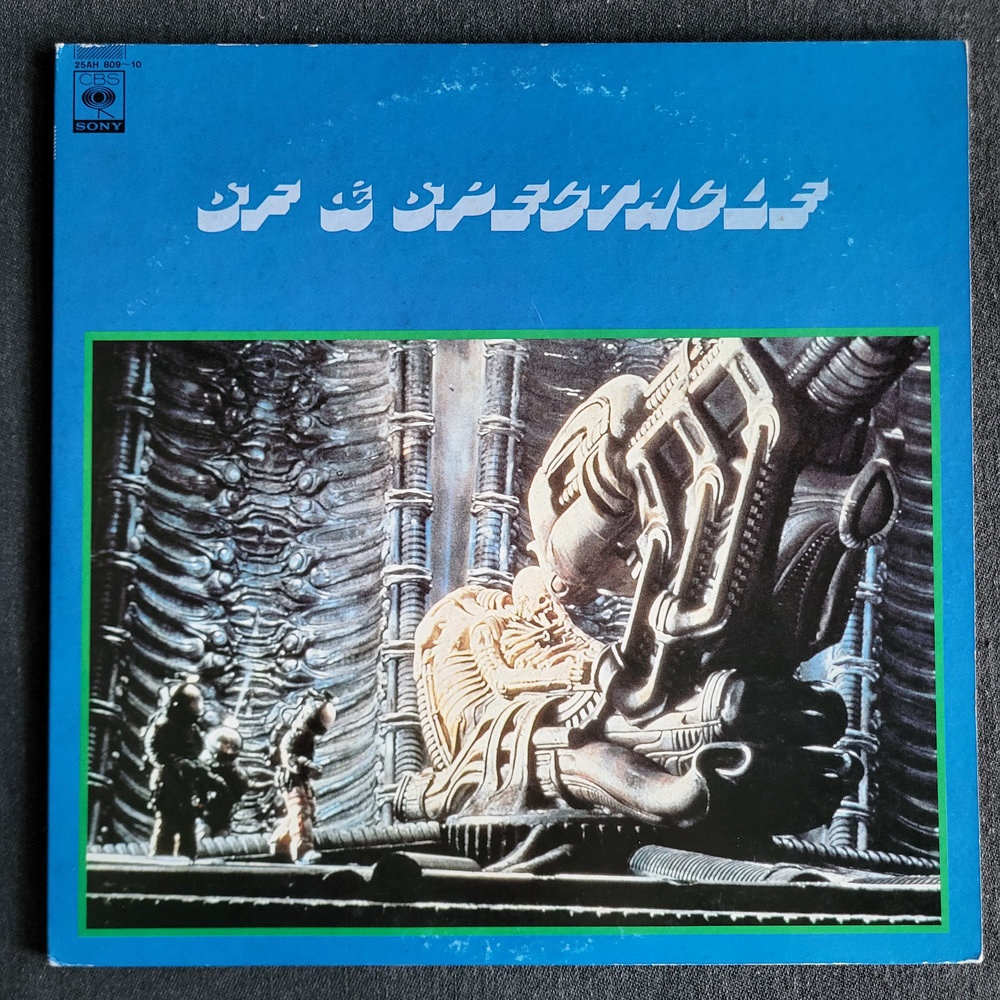 25AH 809~10
CBS
SONY
SF & SPECTACLE